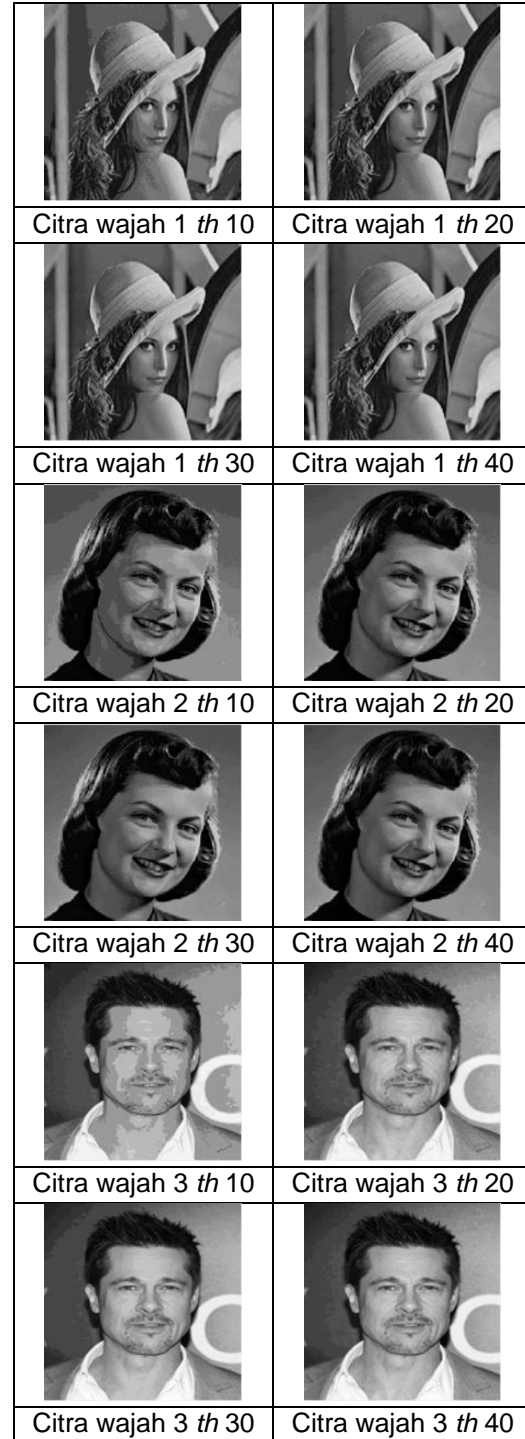 Citra wajah 1 th 10
Citra wajah 1 th 20
Citra wajah 1 th 30
Citra wajah 1 th 40
Citra wajah 2 th 10
Citra wajah 2 th 20
Citra wajah 2 th 30
Citra wajah 2 th 40
Citra wajah 3 th 10
Citra wajah 3 th 20
Citra wajah 3 th 30
Citra wajah 3 th 40